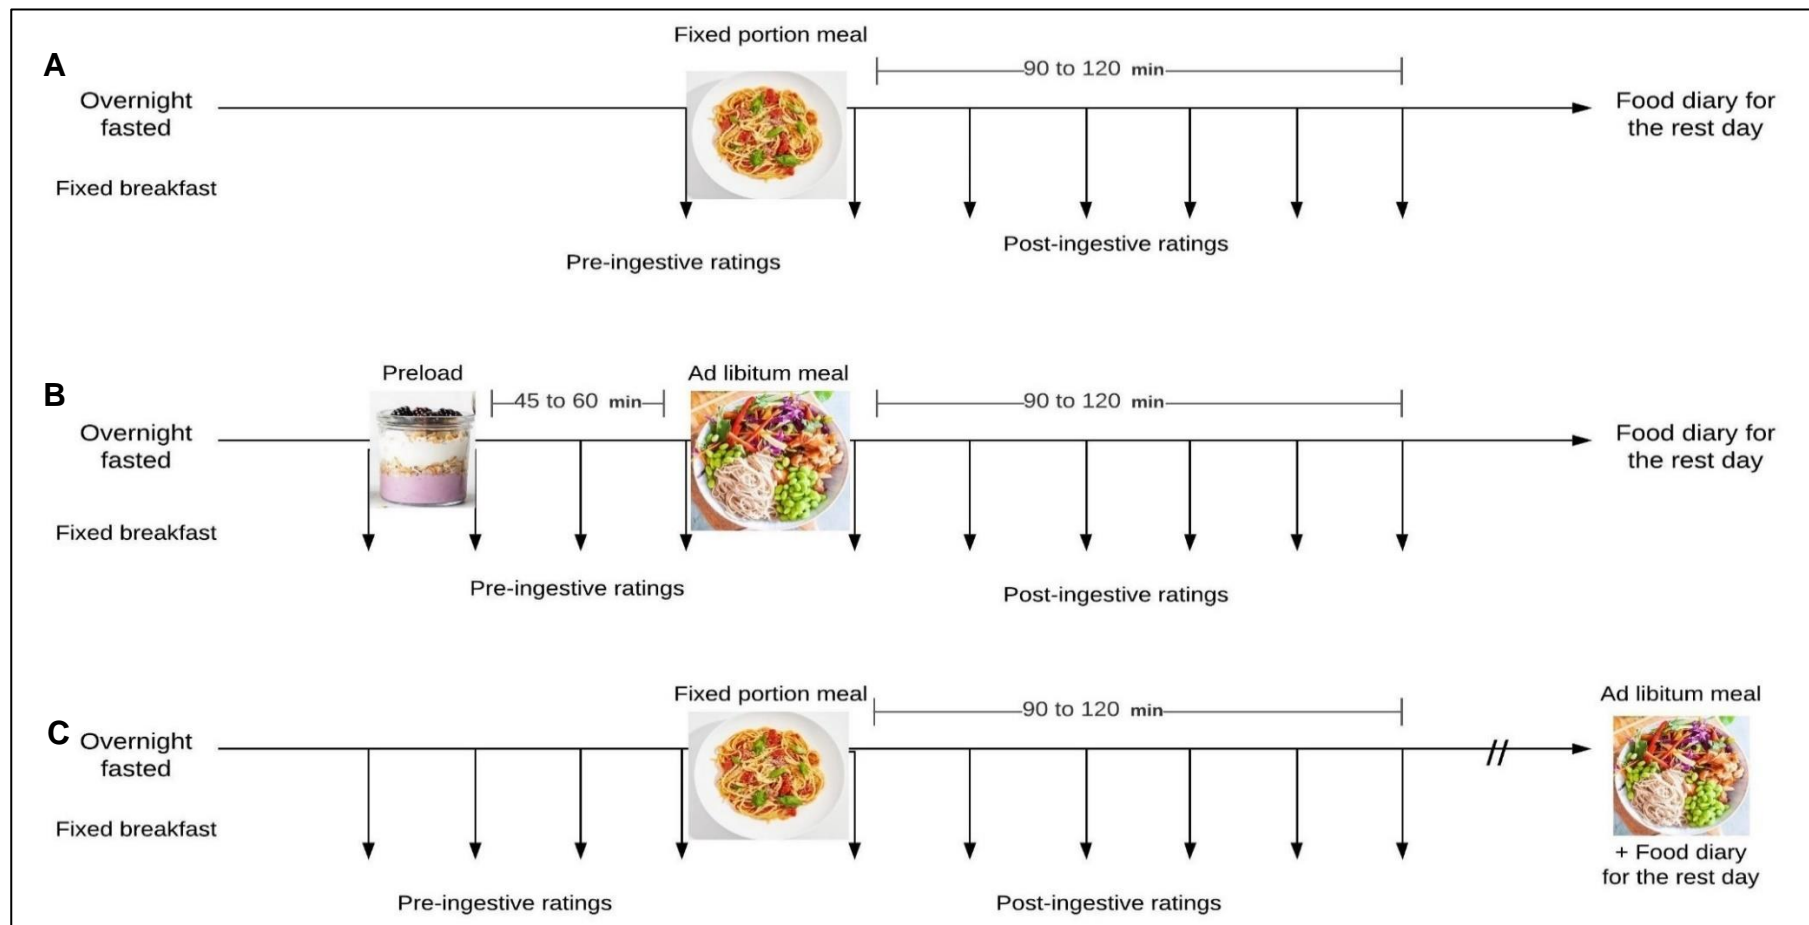 A
Fixed portion meal
90 to 120 min
Overnight
fasted
Food diary for
the rest day
Fixed breakfast
Pre-ingestive ratings
Post-ingestive ratings
B
Preload
45 to 60 min
Ad libitum meal
90 to 120 min
Overnight
fasted
Food diary for
the rest day
Fixed breakfast
Pre-ingestive ratings
Post-ingestive ratings
C
Fixed portion meal
90 to 120 min
Ad libitum meal
Overnight
fasted
//
Fixed breakfast
+ Food diary
for the rest day
Pre-ingestive ratings
Post-ingestive ratings